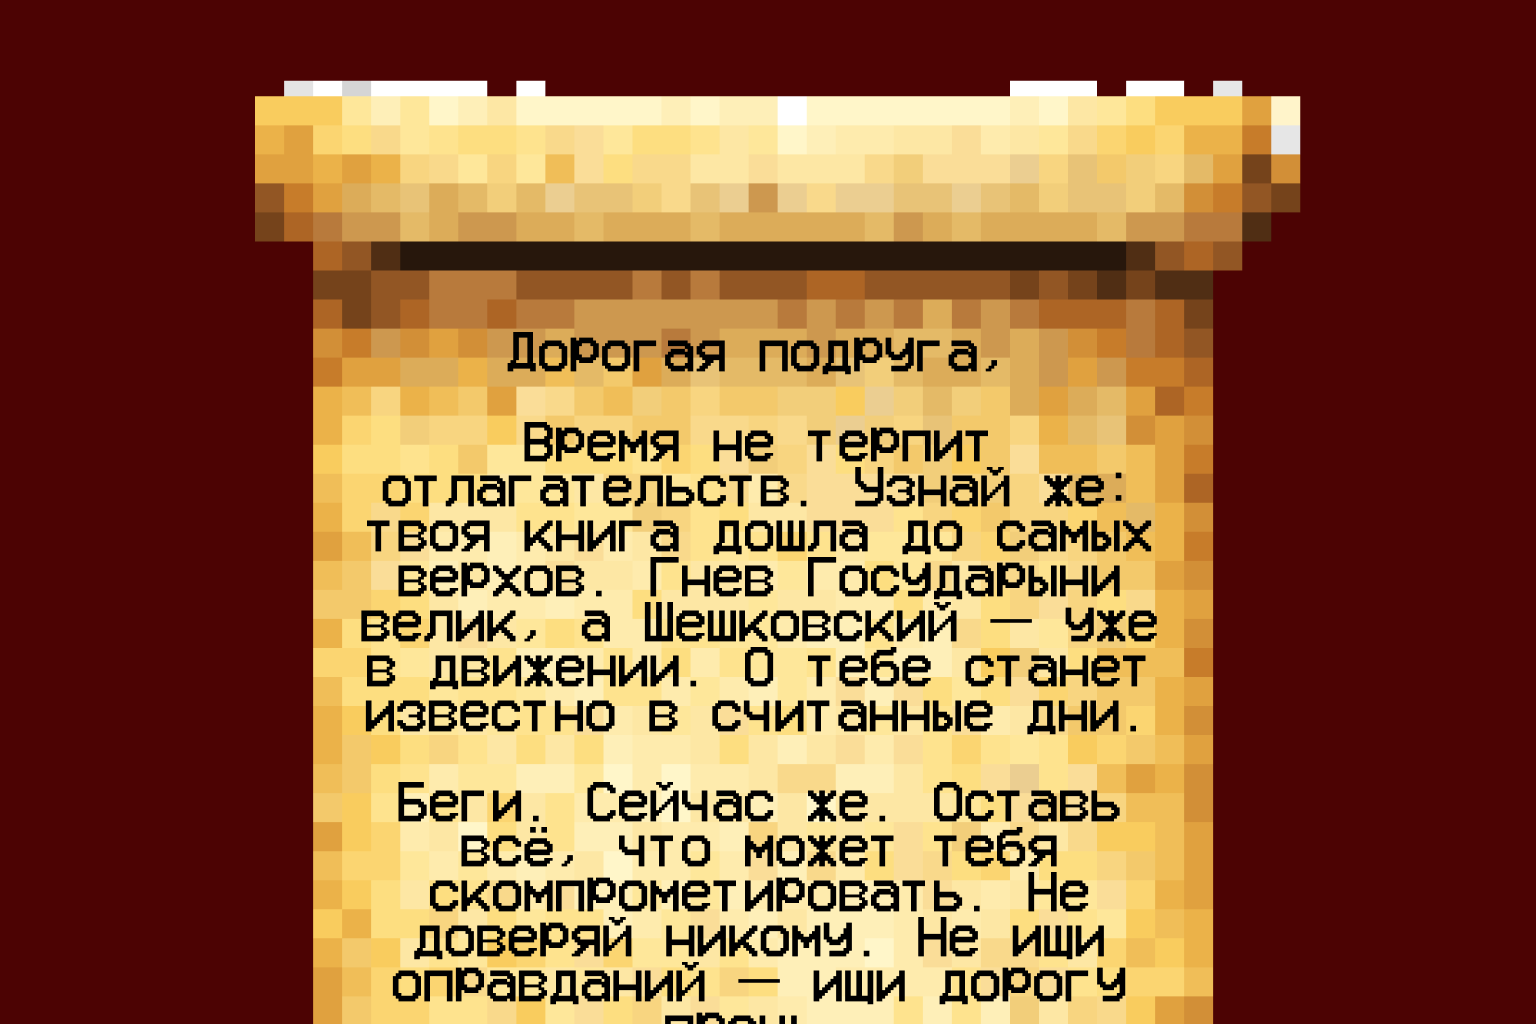 Дорогая подруга,
Время не терпит
отлагательств. Узнай же:
твоя книга дошла до самых
верхов. Гнев Государыни
велик, а Шешковский — уже
в движении. О тебе станет
известно в считанные дни.
Беги. Сейчас же. Оставь
всё, что может тебя
скомпрометировать. Не
доверяй никому. Не ищи
оправданий — ищи дорогу